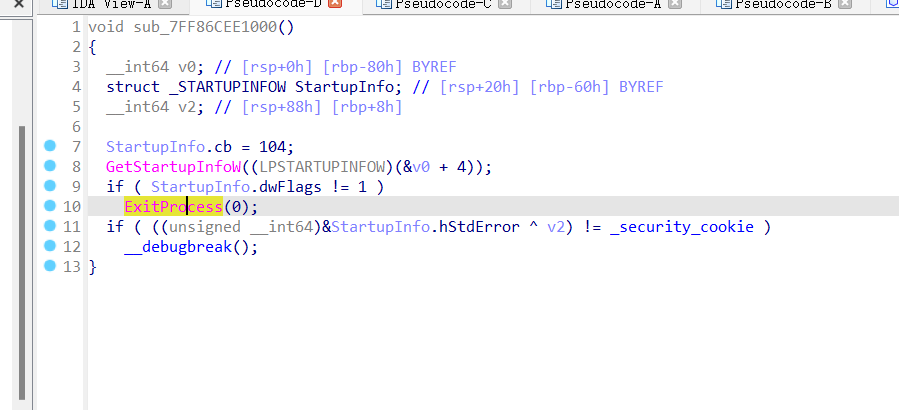 IDA View-A Pseudocode-D Pseudocode-C Pseudocode-A Pseudocode-B
1 void sub_7FF86CEE1000()
2 {
3 __int64 v0; // [rsp+0h] [rbp-80h] BYREF
4 struct _STARTUPINFOW StartupInfo; // [rsp+20h] [rbp-60h] BYREF
5 __int64 v2; // [rsp+88h] [rbp+8h]
6
7 StartupInfo.cb = 104;
8 GetStartupInfoW((LPSTARTUPINFOW)(&v0 + 4));
9 if ( StartupInfo.dwFlags != 1 )
10 ExitProcess(0);
11 if ( ((unsigned __int64)&StartupInfo.hStdError ^ v2) != _security_cookie )
12 __debugbreak();
13 }